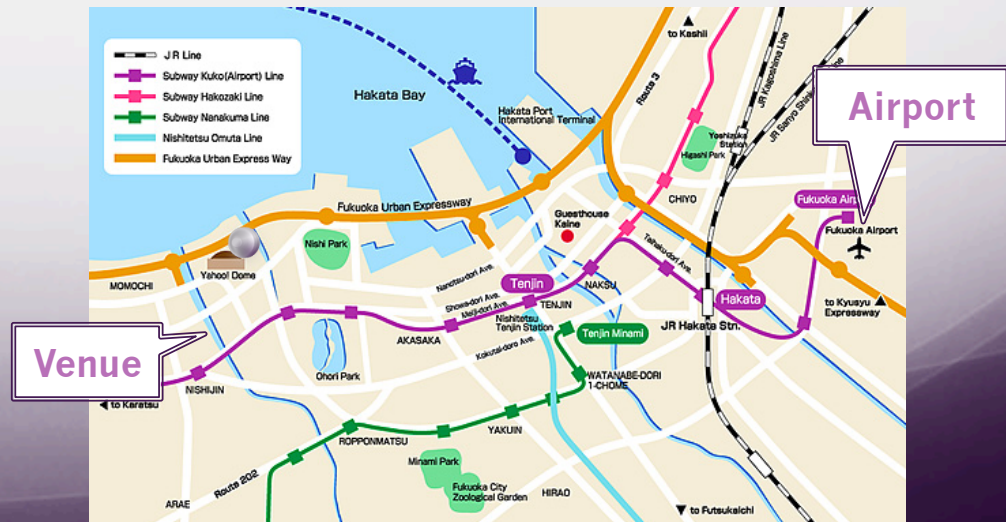 JR Line
Subway Kuko(Airport) Line
Subway Hakozaki Line
Subway Nanakuma Line
Nishitetsu Omuta Line
Fukuoka Urban Express Way
Hakata Bay
to Kashii
Route 3
JR Kagoshima Line
JR Sanyo
Airport
Hakata Port
International Terminal
Yoshizuka
Station
Higashi Park
CHIYO
Fukuoka
Fukuoka Airport
Fukuoka Urban Expressway
Guesthouse
Kaine
Taihaku-dori Ave.
Nishi Park
Yahoo! Dome
MOMOCHI
Nanotsu-dori Ave.
Showa-dori Ave.
Meiji-dori Ave.
Tenjin
TENJIN
NAKSU
Hakata
JR Hakata Stn.
to Kyusyu
Expressway
Nishitetsu
Tenjin Station
Tenjin Minami
AKASAKA
Kokutai-doro Ave.
Venue
Ohori Park
NISHIJIN
to Karatsu
WATANABE-DORI
1-CHOME
YAKUIN
ROPPONMATSU
Minami Park
Fukuoka City
Zoological Garden
HIRAO
Route 202
ARAE
to Futsukaichi